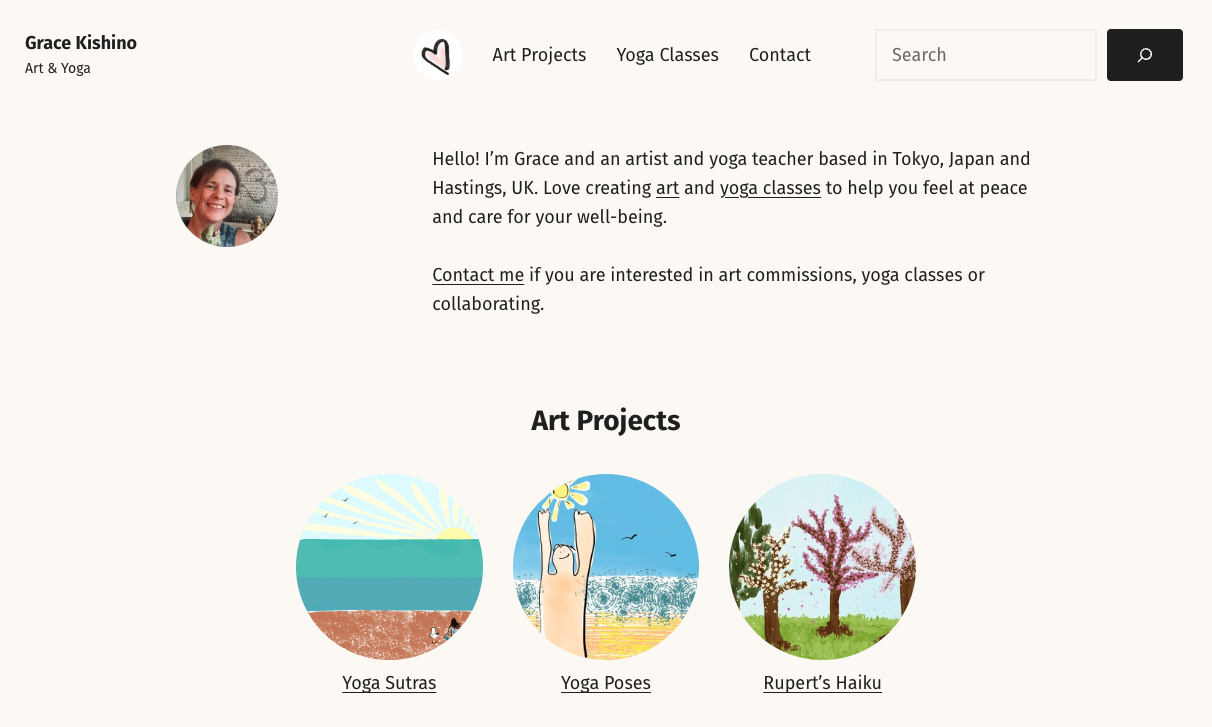 Grace Kishino
Art & Yoga
Art Projects
Yoga Classes
Contact
Search
Hello! I’m Grace and an artist and yoga teacher based in Tokyo, Japan and
Hastings, UK. Love creating art and yoga classes to help you feel at peace
and care for your well-being.
Contact me if you are interested in art commissions, yoga classes or
collaborating.
Art Projects
Yoga Sutras
Yoga Poses
Rupert’s Haiku